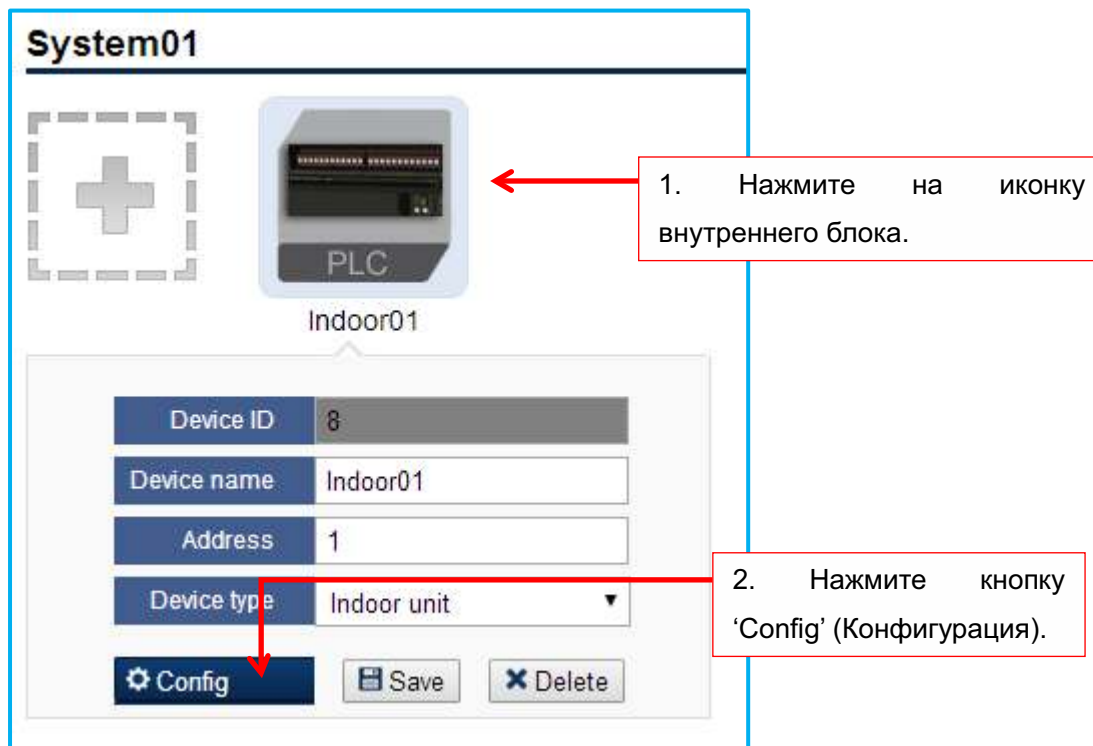 System01
PLC
1. Нажмите на иконку
внутреннего блока.
Indoor01
Device ID 8
Device name Indoor01
Address 1
Device type Indoor unit
2. Нажмите кнопку
‘Config’ (Конфигурация).
Config Save Delete